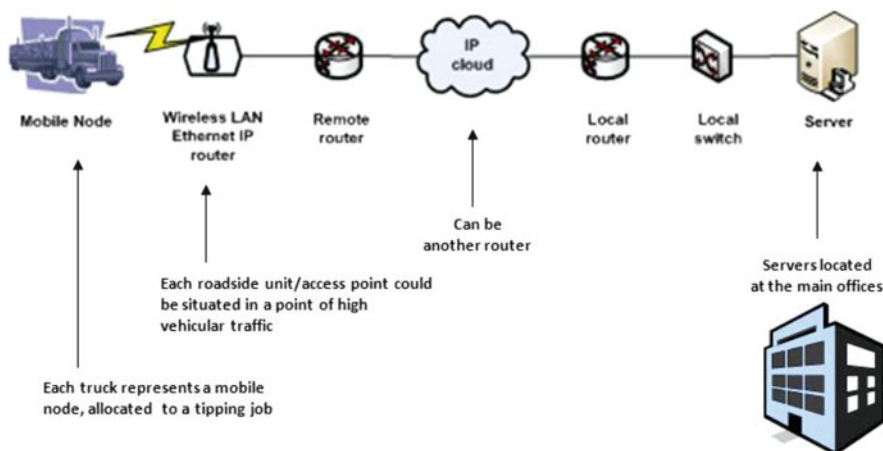 IP
cloud
Mobile Node
Wireless LAN
Ethernet IP
router
Remote
router
Local
router
Local
switch
Server
Can be
another router
Each roadside unit/access point could
be situated in a point of high
vehicular traffic
Servers located
at the main offices
Each truck represents a mobile
node, allocated to a tipping job